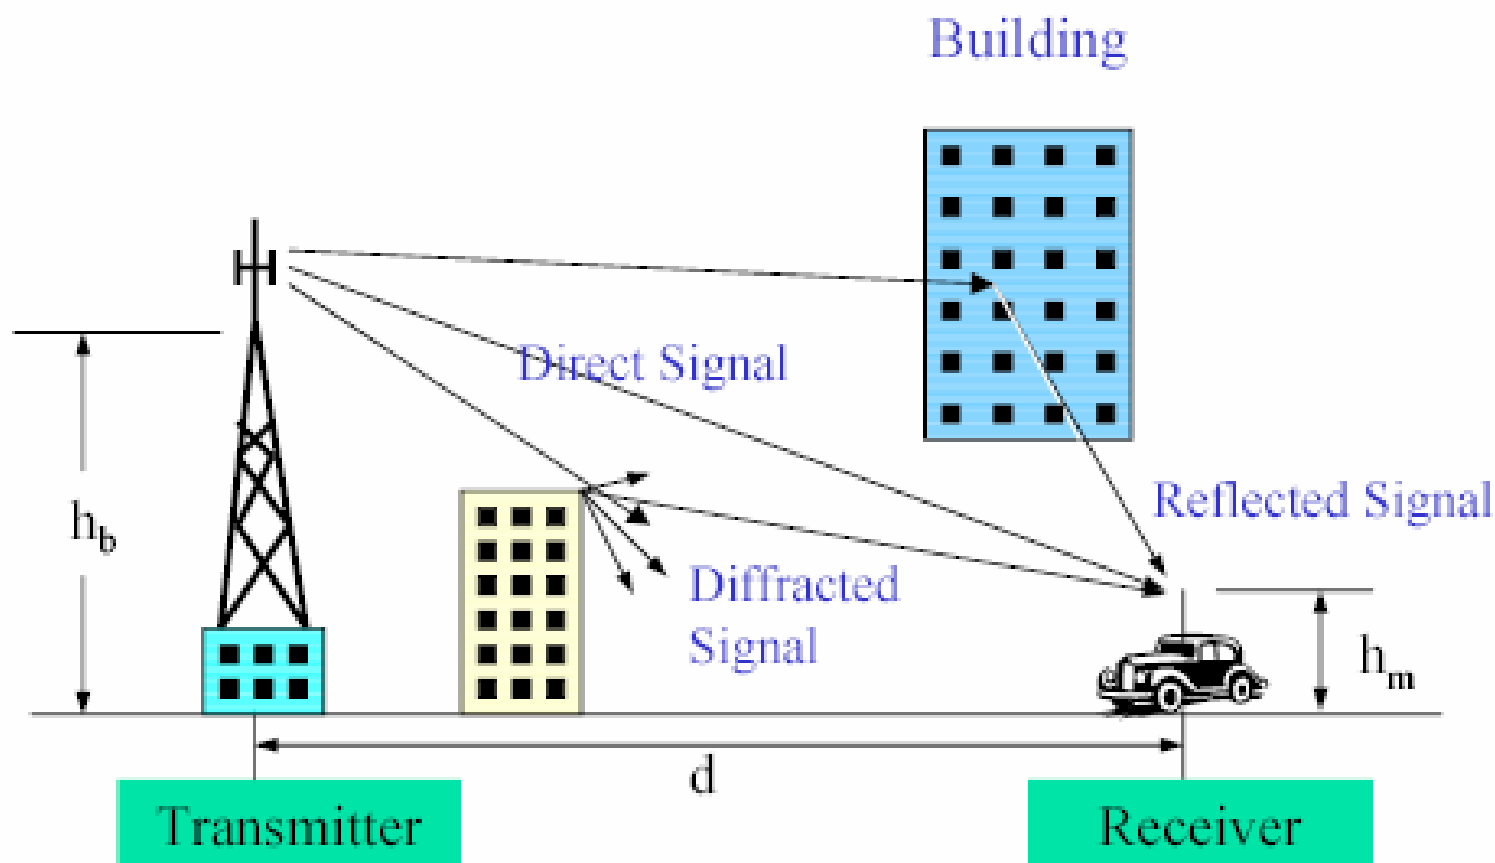 Building
Direct Signal
Reflected Signal
h_b
Diffracted
Signal
h_m
d
Transmitter
Receiver